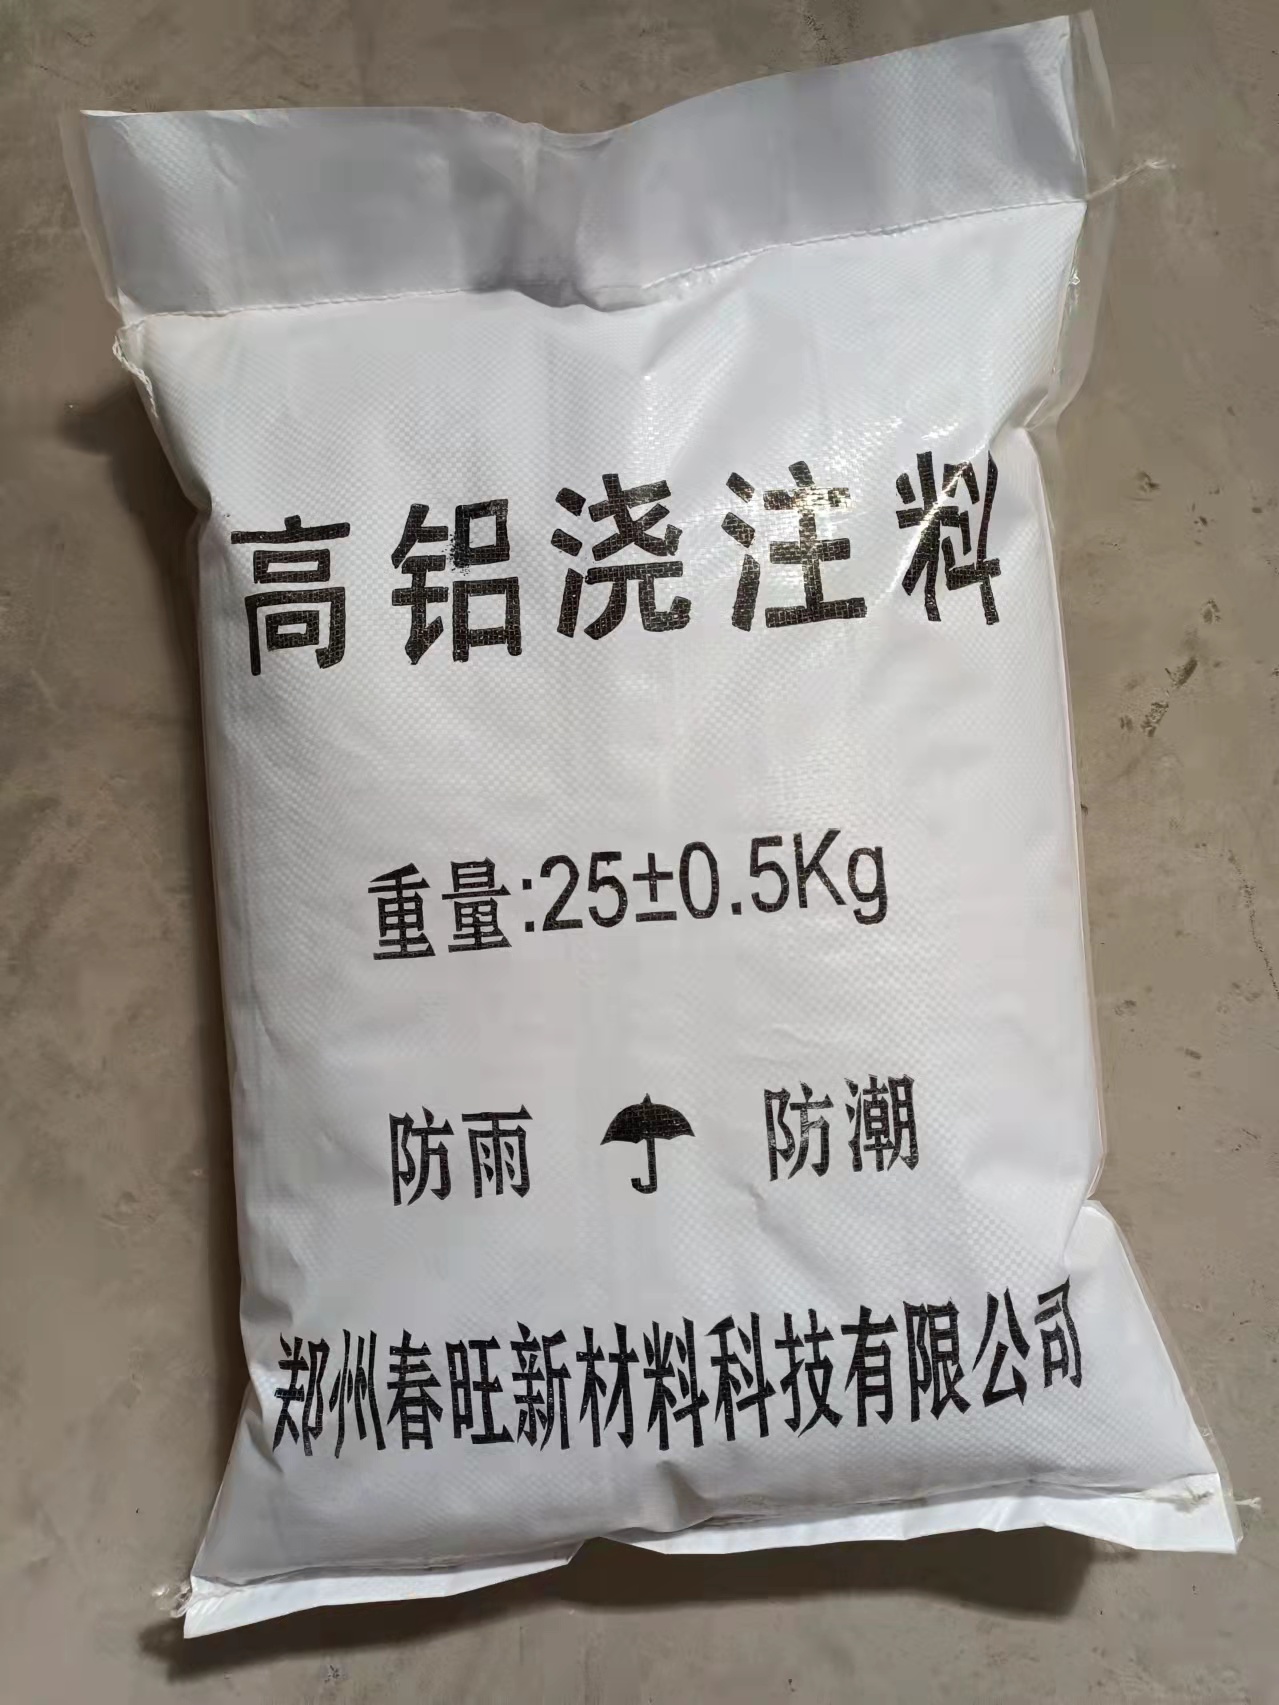 高铝浇注料
重量:25±0.5Kg
防雨 防潮
郑州春旺新材料科技有限公司